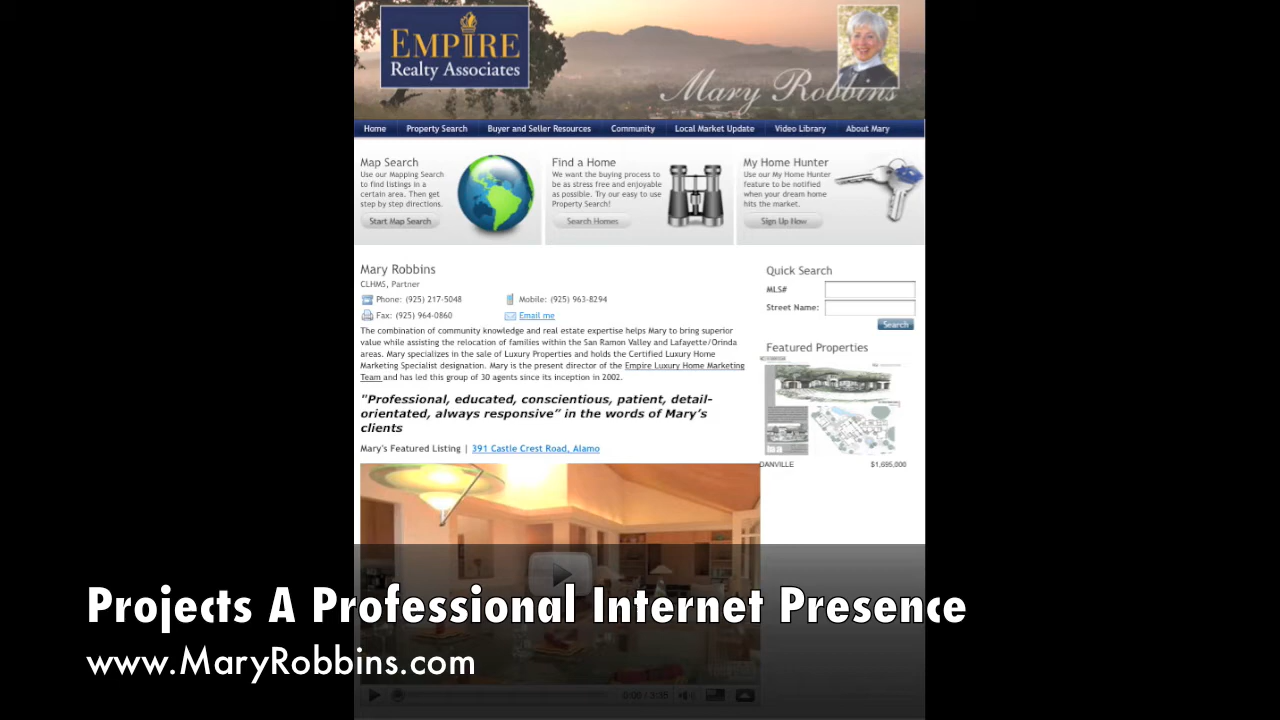 EMPIRE
Realty Associates
Mary Robbins
Home Property Search Buyer and Seller Resources Community Local Market Update Video Library About Mary
Map Search
Use our Mapping Search
to find listings in a
certain area. Then get
step by step directions.
Start Map Search
Find a Home
We want the buying process to
be as stress free and enjoyable
as possible. Try our easy to use
Property Search!
Search Homes
My Home Hunter
Use our My Home Hunter
feature to be notified
when your dream home
hits the market.
Sign Up Now
Mary Robbins
CLHMS, Partner
Phone: (925) 217-5048 Mobile: (925) 963-8294
Fax: (925) 964-0860 Email me
The combination of community knowledge and real estate expertise helps Mary to bring superior
value while assisting the relocation of families within the San Ramon Valley and Lafayette/Orinda
areas. Mary specializes in the sale of Luxury Properties and holds the Certified Luxury Home
Marketing Specialist designation. Mary is the present director of the Empire Luxury Home Marketing
Team and has led this group of 30 agents since its inception in 2002.
"Professional, educated, conscientious, patient, detail-
orientated, always responsive” in the words of Mary’s
clients
Mary's Featured Listing | 391 Castle Crest Road, Alamo
Quick Search
MLS#
Street Name:
Search
Featured Properties
DANVILLE $1,695,000
Projects A Professional Internet Presence
www.MaryRobbins.com
0:00 / 3:35